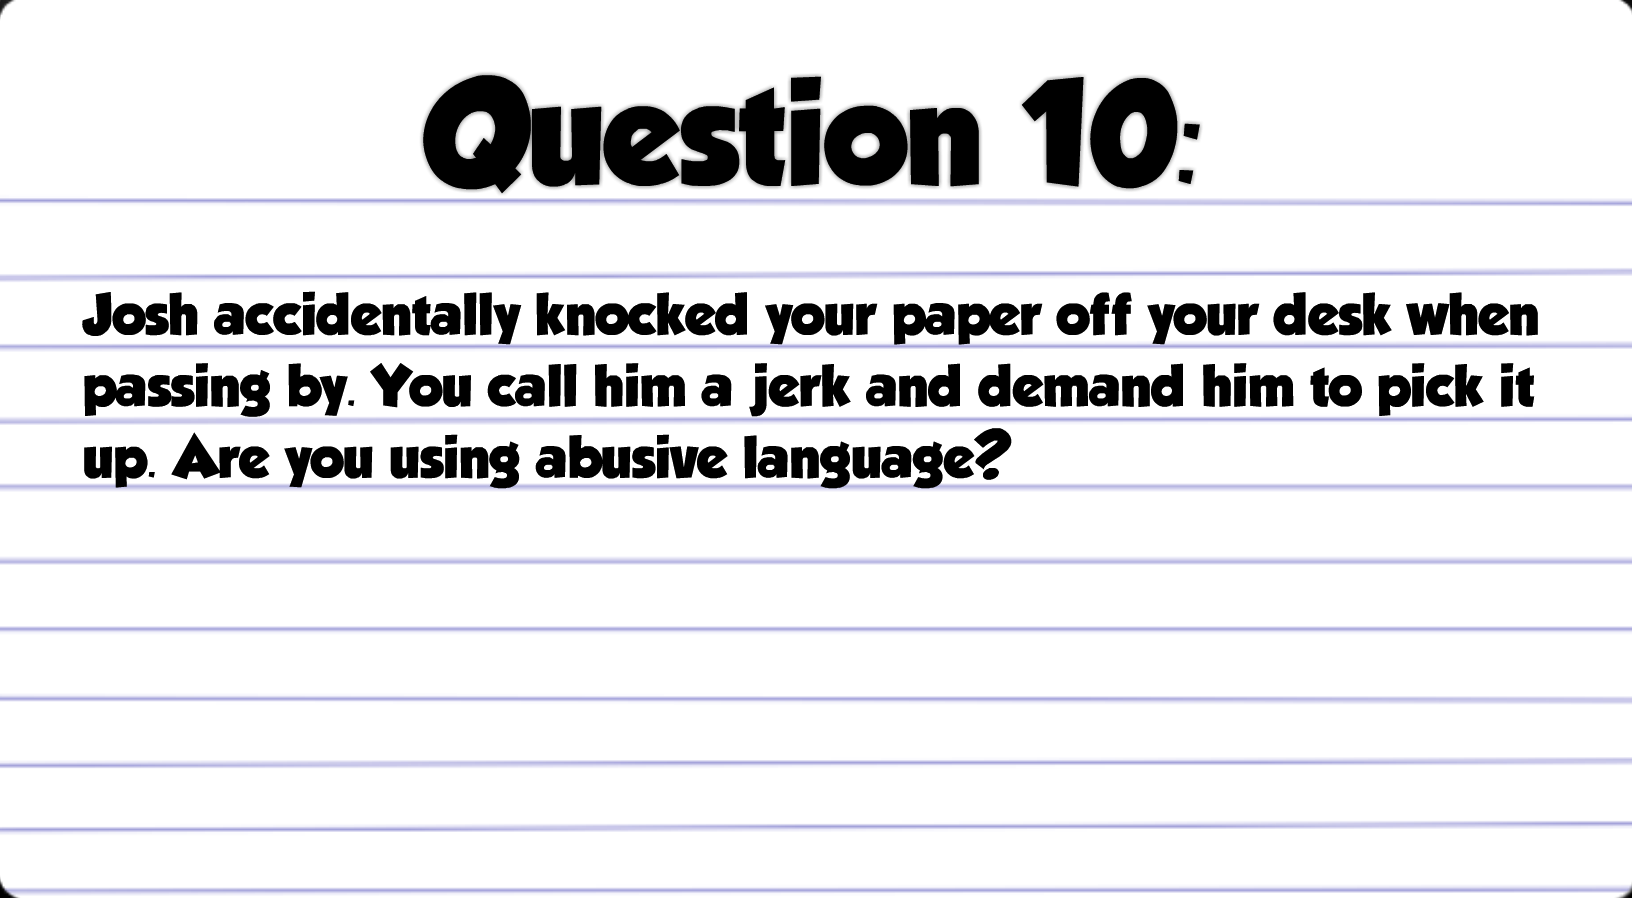 Question 10:
Josh accidentally knocked your paper off your desk when
passing by. You call him a jerk and demand him to pick it
up. Are you using abusive language?